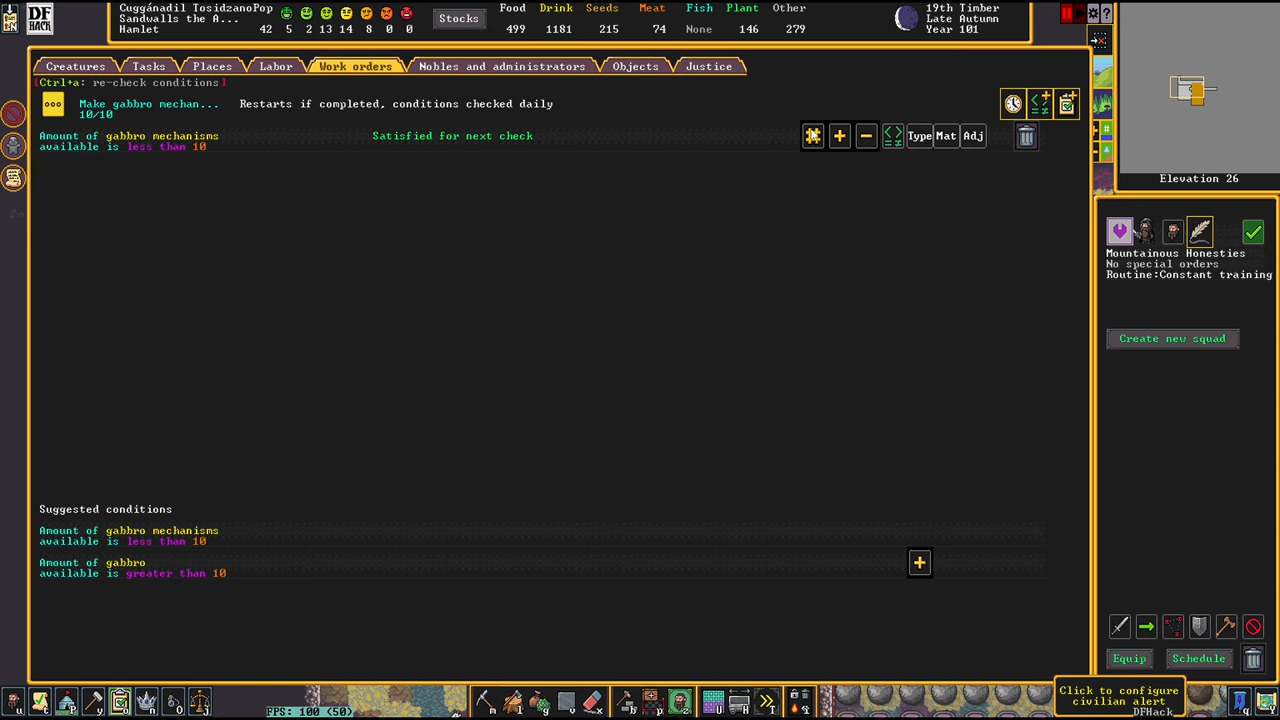 DF
HACK
Cuggánadil TosidzanoPop
Sandwalls the A...
Hamlet 42 5 2 13 14 8 0 0
Stocks
Food Drink Seeds Meat Fish Plant Other
499 1181 215 74 None 146 279
19th Timber
Late Autumn
Year 101
Elevation 26
Creatures Tasks Places Labor Work orders Nobles and administrators Objects Justice
[Ctrl+a: re-check conditions]
Make gabbro mechan... Restarts if completed, conditions checked daily
10/10
Amount of gabbro mechanisms Satisfied for next check Type Mat Adj
available is less than 10
Mountainous Honesties
No special orders
Routine:Constant training
Create new squad
Suggested conditions
Amount of gabbro mechanisms
available is less than 10
Amount of gabbro
available is greater than 10
Equip Schedule
Click to configure
civilian alert
DFHack
FPS: 100 (50)